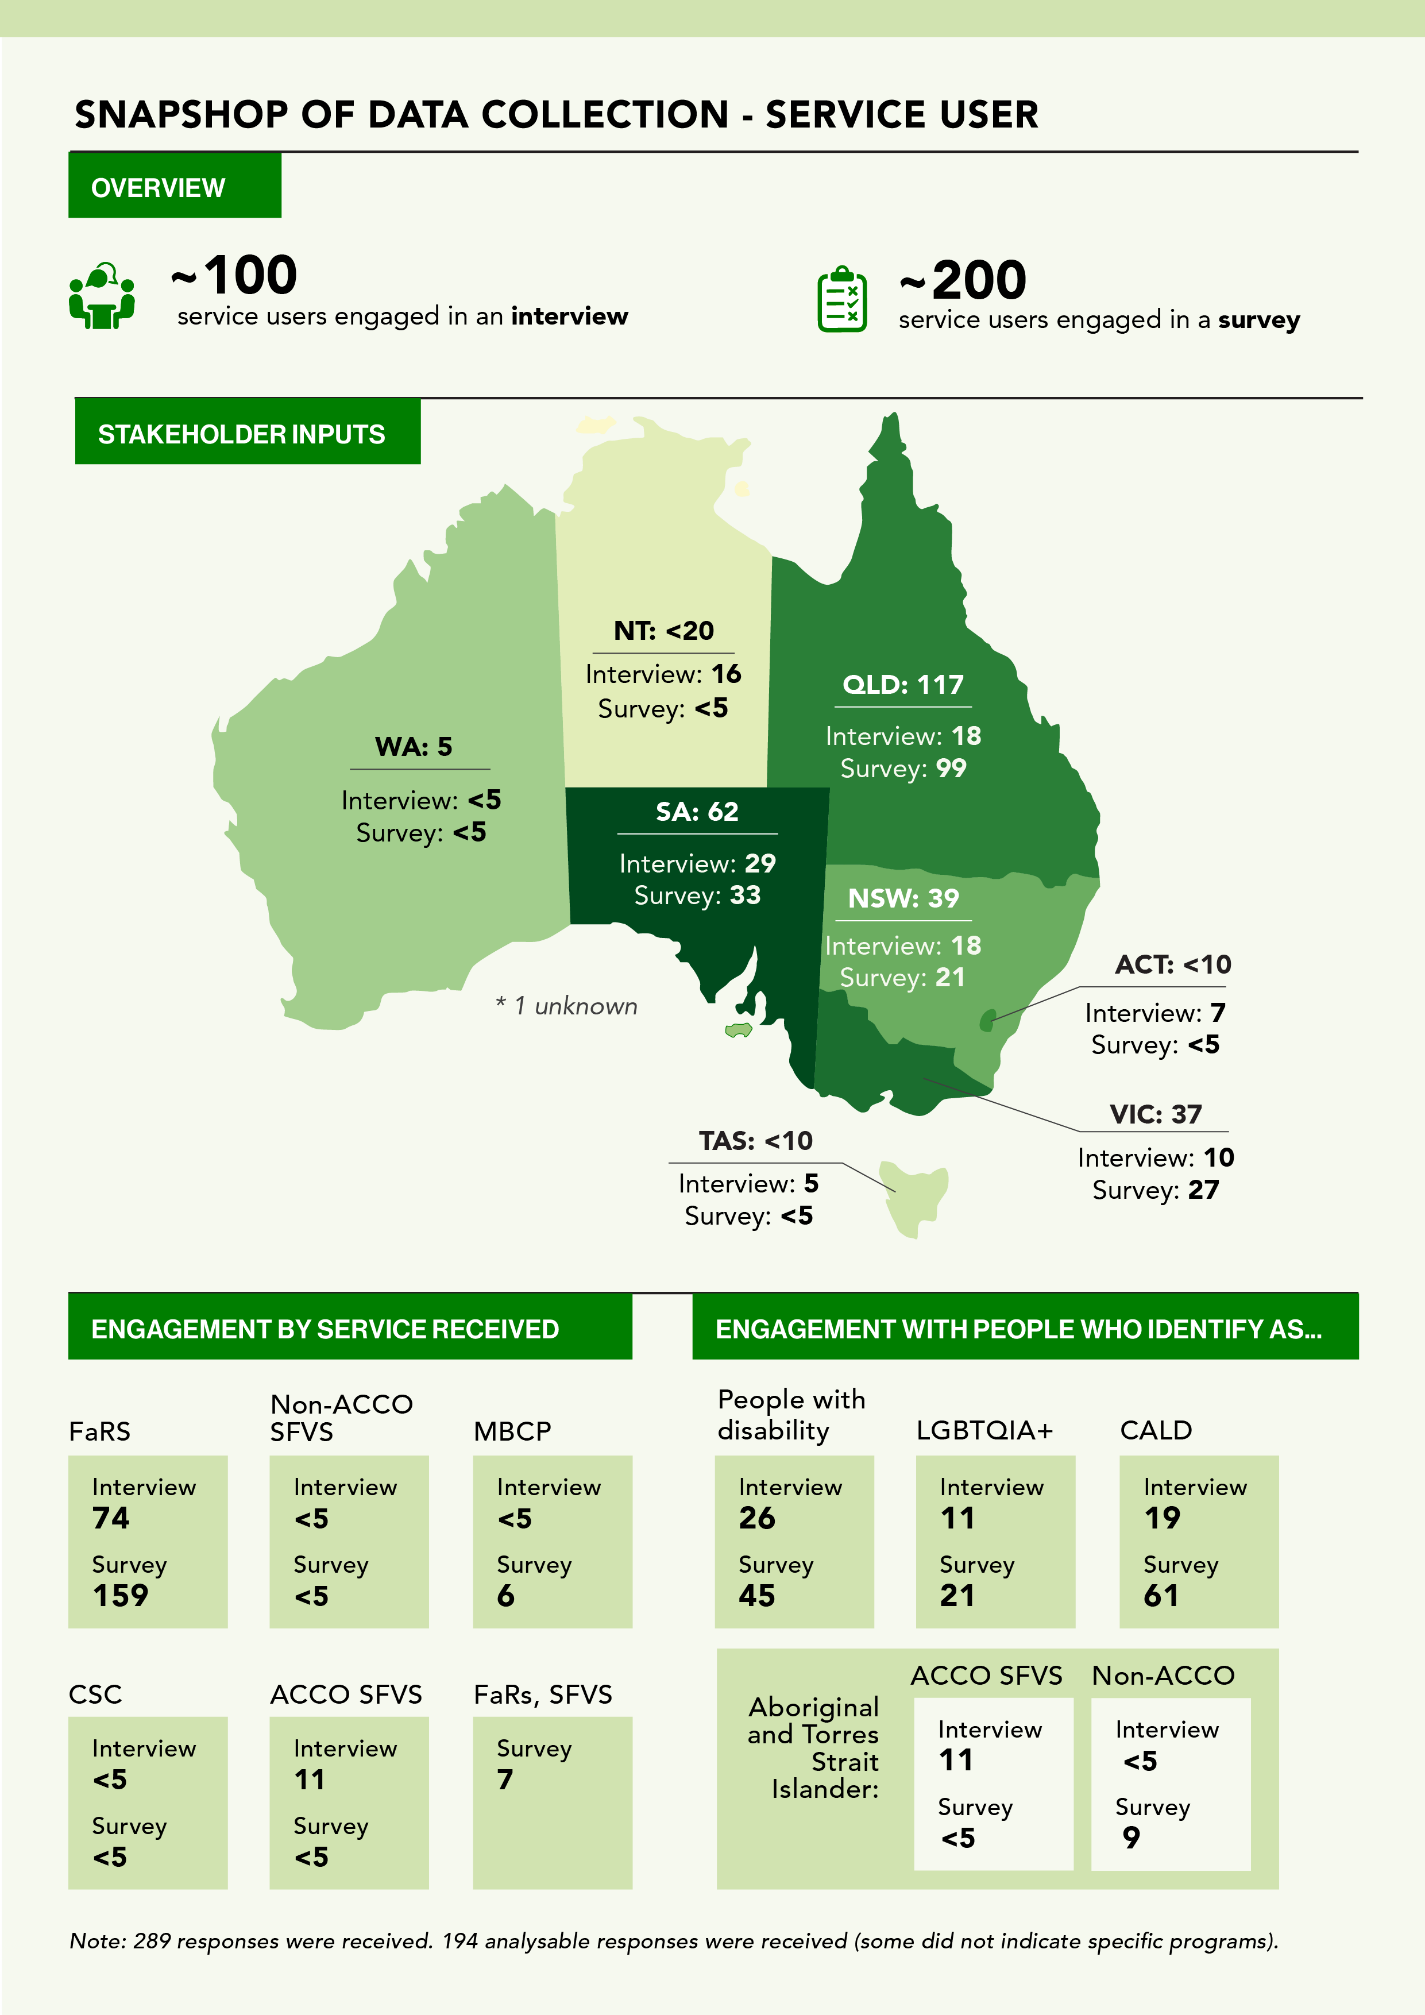 SNAPSHOP OF DATA COLLECTION - SERVICE USER
OVERVIEW
~100
service users engaged in an interview
~200
service users engaged in a survey
STAKEHOLDER INPUTS
NT: <20
Interview: 16
Survey: <5
QLD: 117
Interview: 18
Survey: 99
WA: 5
Interview: <5
Survey: <5
SA: 62
Interview: 29
Survey: 33
NSW: 39
Interview: 18
Survey: 21
ACT: <10
Interview: 7
Survey: <5
* 1 unknown
VIC: 37
Interview: 10
Survey: 27
TAS: <10
Interview: 5
Survey: <5
ENGAGEMENT BY SERVICE RECEIVED
FaRS
Interview
74
Survey
159
Non-ACCO
SFVS
Interview
<5
Survey
<5
MBCP
Interview
<5
Survey
6
CSC
Interview
<5
Survey
<5
ACCO SFVS
Interview
11
Survey
<5
FaRs, SFVS
Survey
7
ENGAGEMENT WITH PEOPLE WHO IDENTIFY AS...
People with
disability
Interview
26
Survey
45
LGBTQIA+
Interview
11
Survey
21
CALD
Interview
19
Survey
61
Aboriginal
and Torres
Strait
Islander:
ACCO SFVS
Interview
11
Survey
<5
Non-ACCO
Interview
<5
Survey
9
Note: 289 responses were received. 194 analysable responses were received (some did not indicate specific programs).